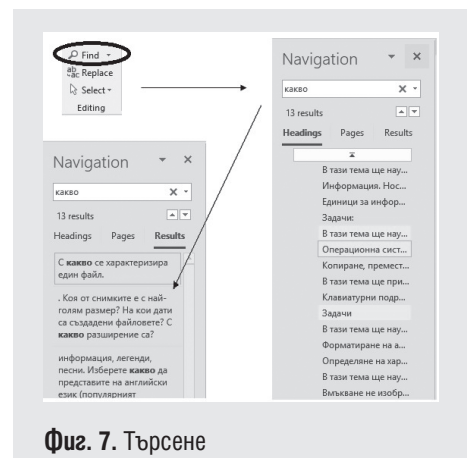 Find
Replace
Select
Editing
Navigation
какво
13 results
Headings Pages Results
В тази тема ще нау...
Информация. Нос...
Единици за инфор...
Задачи:
В тази тема ще нау...
Операционна сист...
Копиране, премест...
В тази тема ще при...
Клавиатурни подр...
Задачи
В тази тема ще нау...
Форматиране на а...
Определяне на хар...
В тази тема ще нау...
Вмъкване не изобр...
Navigation
какво
13 results
Headings Pages Results
С какво се характеризира
един файл.
. Коя от снимките е с най-
голям размер? На кои дати
са създадени файловете? С
какво разширение са?
информация, легенди,
песни. Изберете какво да
представите на английски
език (популярният
Фиг. 7. Търсене